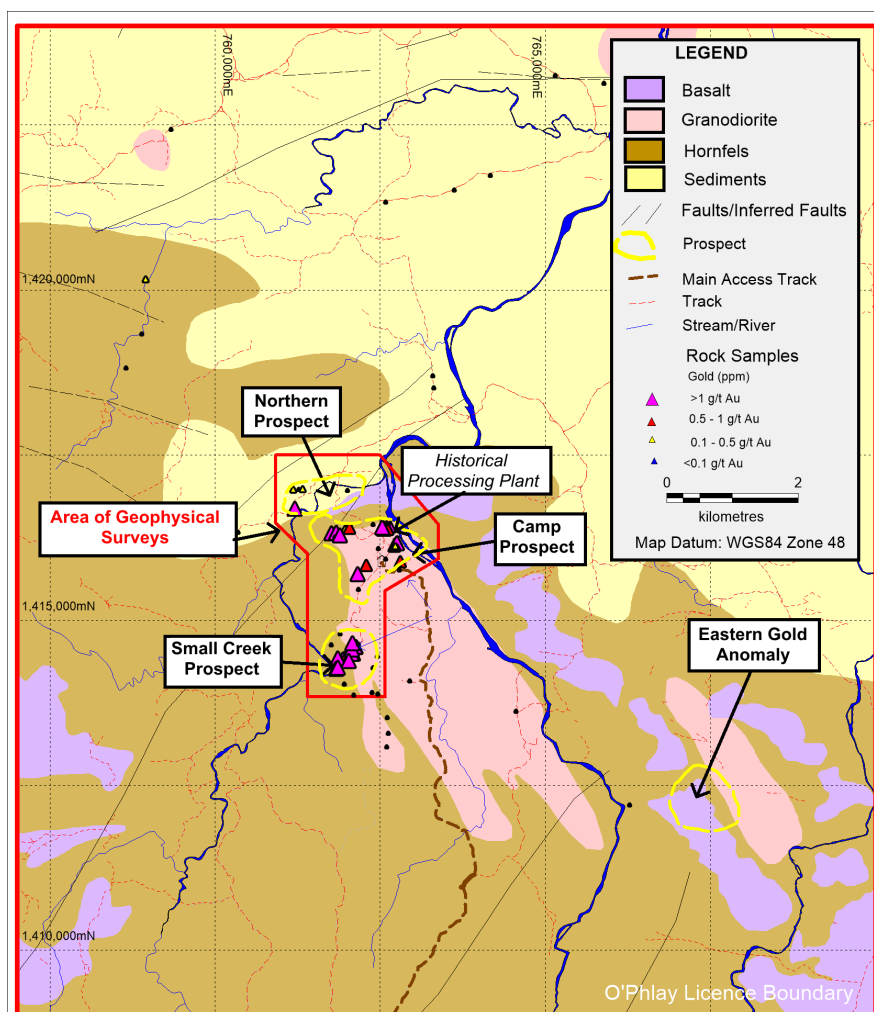 760,000mE
765,000mE
LEGEND
Basalt
Granodiorite
Hornfels
Sediments
Faults/Inferred Faults
Prospect
Main Access Track
Track
Stream/River
Rock Samples
Gold (ppm)
>1 g/t Au
0.5 - 1 g/t Au
0.1 - 0.5 g/t Au
<0.1 g/t Au
0 2
kilometres
Map Datum: WGS84 Zone 48
1,420,000mN
Northern
Prospect
Historical
Processing Plant
Area of Geophysical
Surveys
Camp
Prospect
1,415,000mN
Small Creek
Prospect
Eastern Gold
Anomaly
1,410,000mN
O'Phlay Licence Boundary